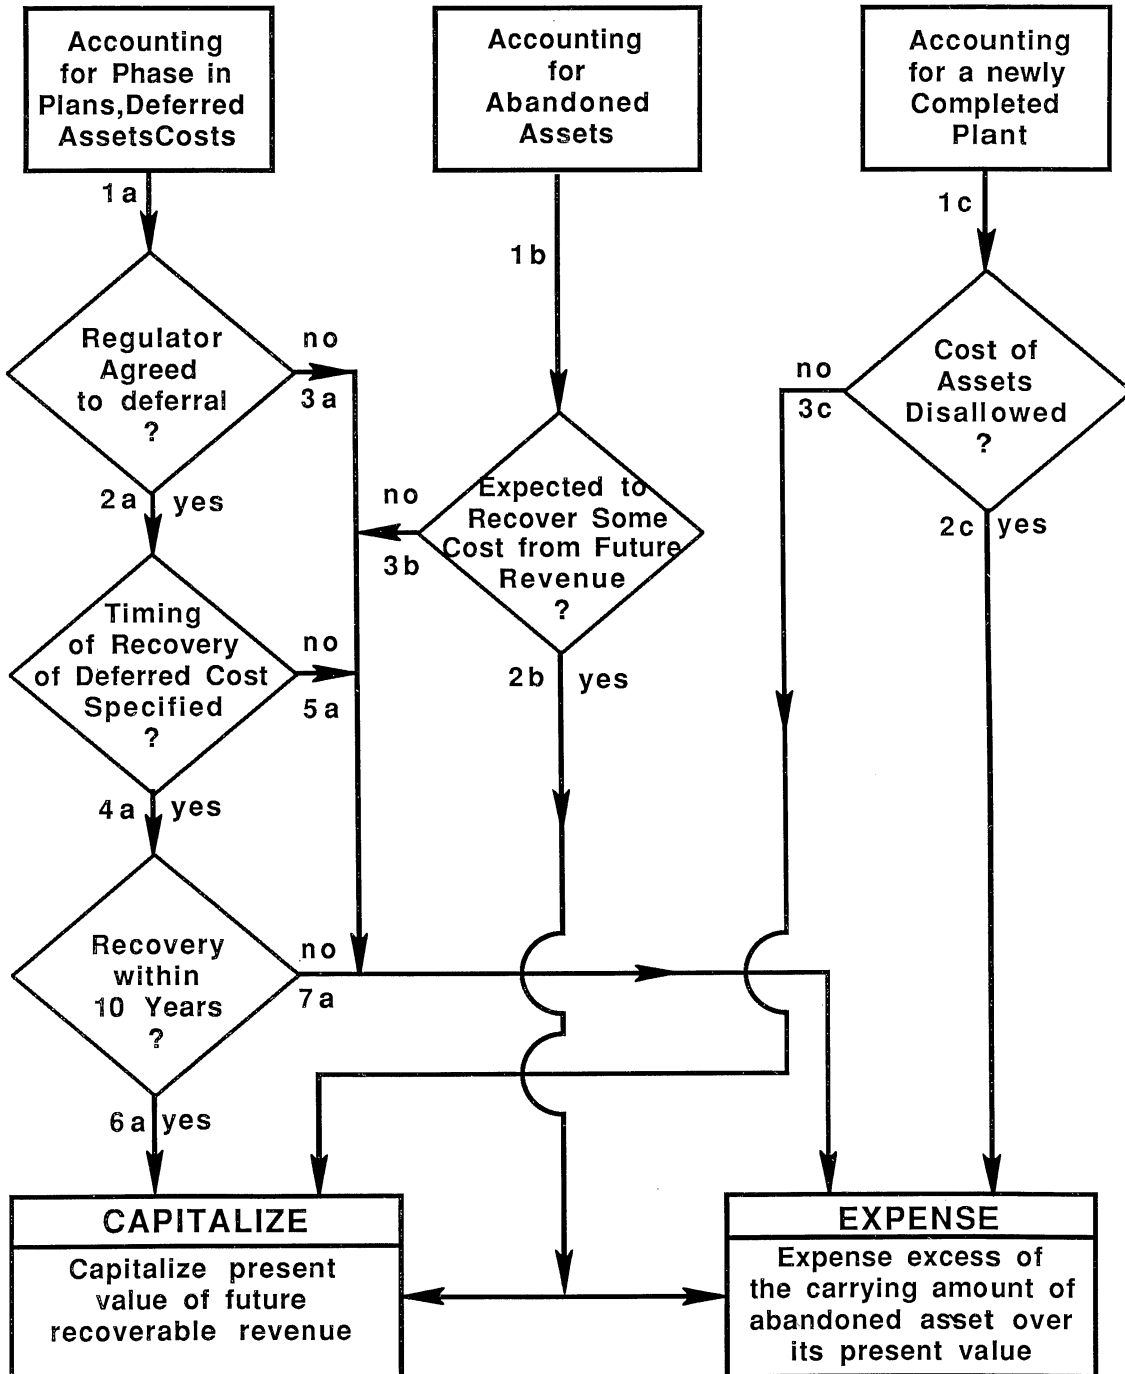 Accounting
for Phase in
Plans,Deferred
AssetsCosts
Accounting
for
Abandoned
Assets
Accounting
for a newly
Completed
Plant
1a
1b
1c
Regulator
Agreed
to deferral
?
no
3a
2a yes
Cost of
Assets
Disallowed
?
no
3c
2c yes
Expected to
Recover Some
Cost from Future
Revenue
?
no
3b
2b yes
Timing
of Recovery
of Deferred Cost
Specified
?
no
5a
4a yes
Recovery
within
10 Years
?
no
7a
6a yes
CAPITALIZE
Capitalize present
value of future
recoverable revenue
EXPENSE
Expense excess of
the carrying amount of
abandoned asset over
its present value